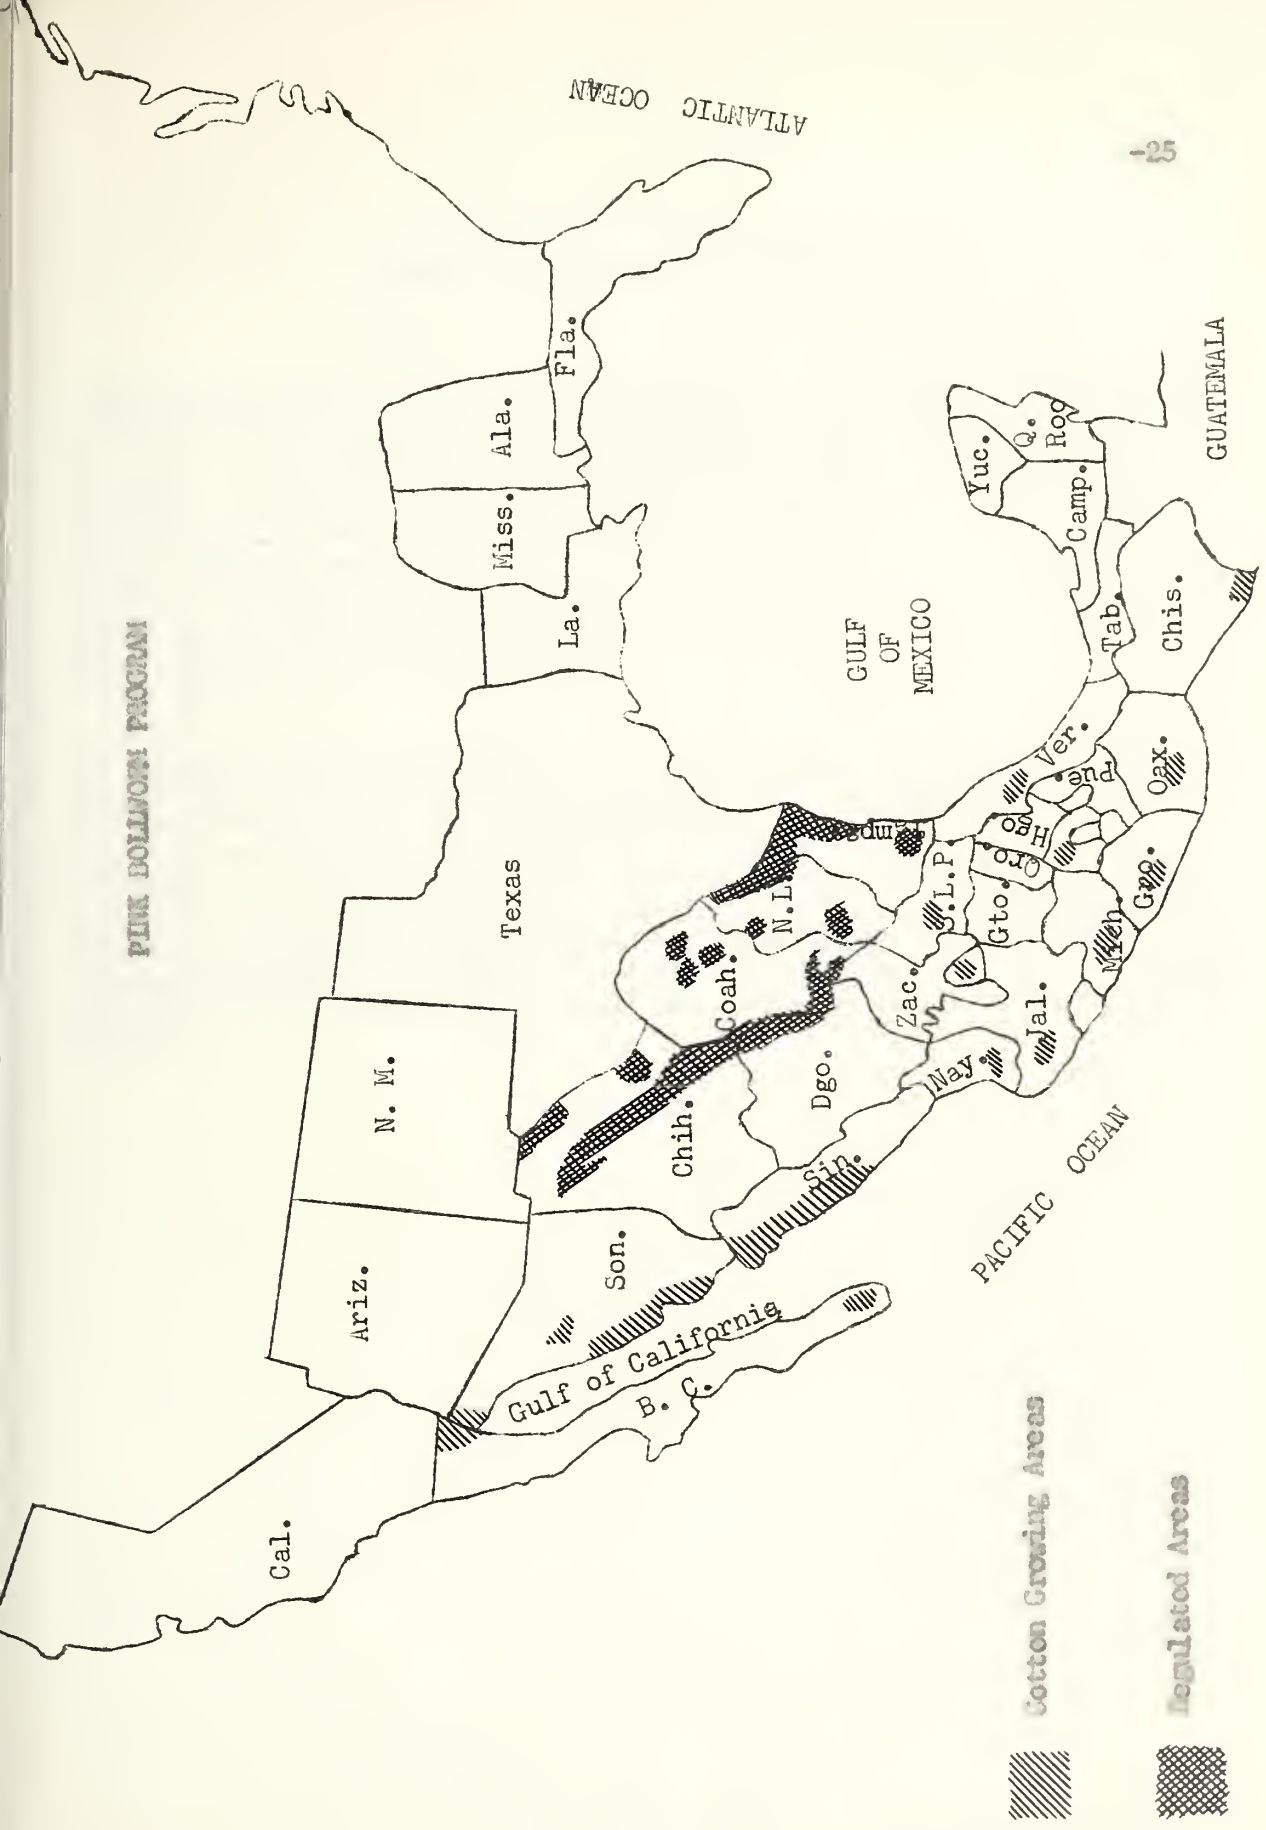 PINK BOLLWORM PROGRAM
Cal.
Ariz.
N. M.
Texas
La.
Miss.
Ala.
Fla.
ATLANTIC OCEAN
GULF
OF
MEXICO
Gulf of California
B. C.
Son.
Chih.
Coah.
N.L.
Sin.
Dgo.
Zac.
S.L.P.
Nay.
Jal.
Gto.
Qro.
Hgo
Mich.
Gro.
Pue.
Ver.
Oax.
Tab.
Chis.
Camp.
Yuc.
Q.
Roo
GUATEMALA
PACIFIC OCEAN
Cotton Growing Areas
Regulated Areas
-25